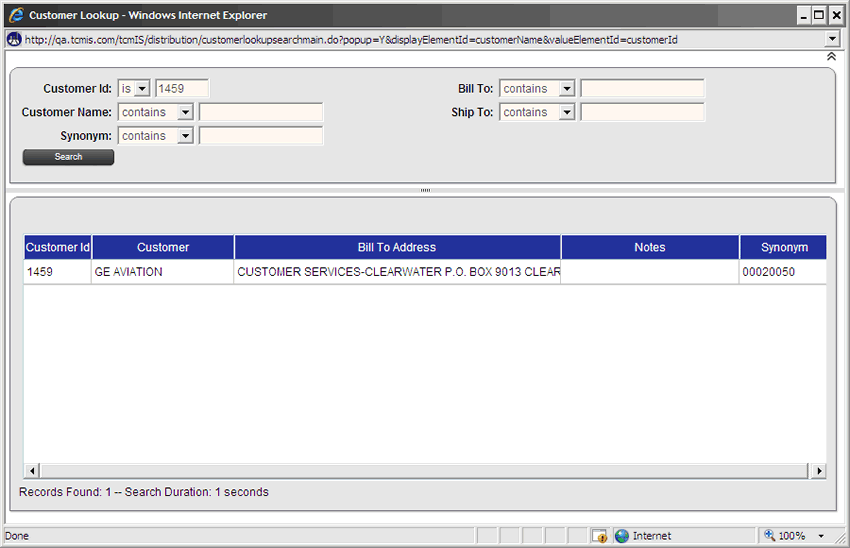 Customer Lookup - Windows Internet Explorer
http://qa.tcmis.com/tcmIS/distribution/customerlookupsearchmain.do?popup=Y&displayElementId=customerName&valueElementId=customerId
Customer Id: is 1459 Bill To: contains
Customer Name: contains Ship To: contains
Synonym: contains
Search
Customer Id Customer Bill To Address Notes Synonym
1459 GE AVIATION CUSTOMER SERVICES-CLEARWATER P.O. BOX 9013 CLEAR 00020050
Records Found: 1 -- Search Duration: 1 seconds
Done Internet 100%